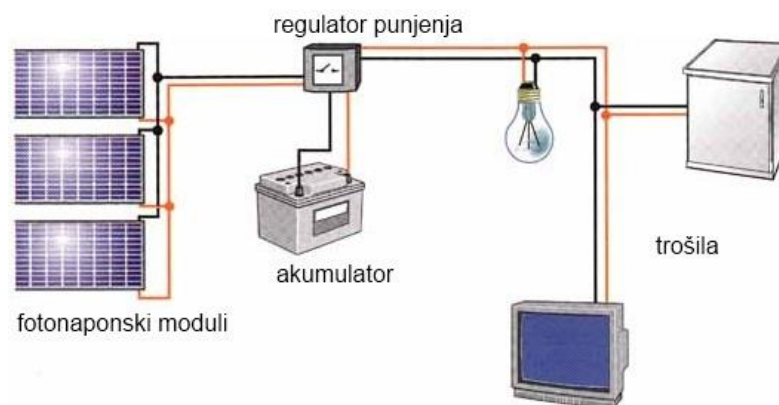 regulator punjenja
akumulator
trošila
fotonaponski moduli